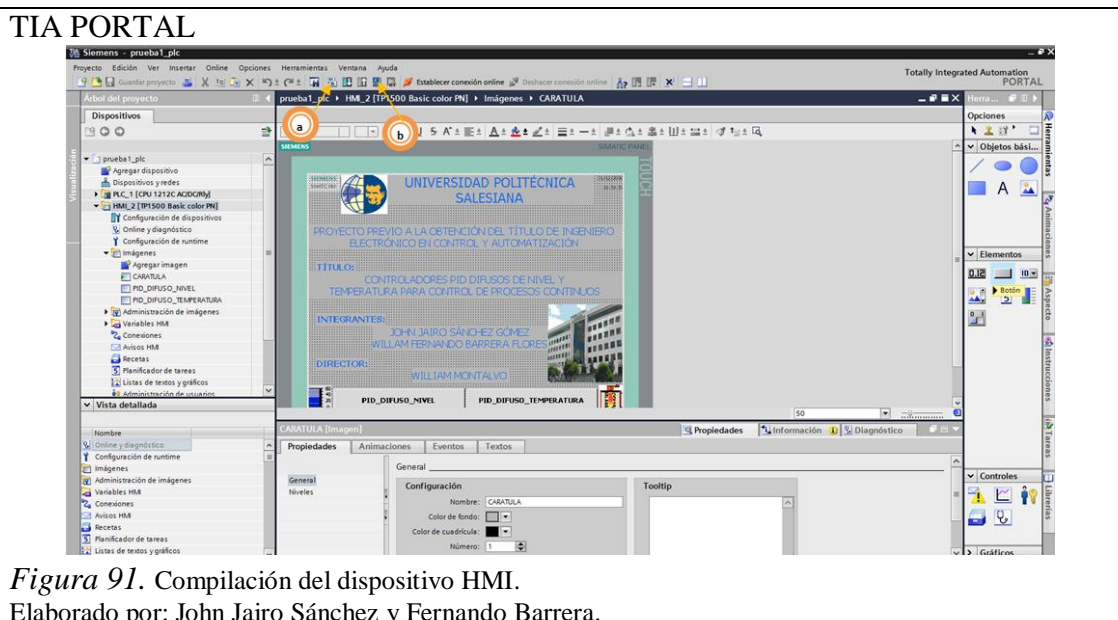 TIA PORTAL
Siemens - prueba1_plc
Proyecto Edición Ver Insertar Online Opciones Herramientas Ventana Ayuda
Totally Integrated Automation
PORTAL
Guardar proyecto
Establecer conexión online
Deshacer conexión online
Árbol del proyecto
prueba1_plc HMI_2 [TP1500 Basic color PN] Imágenes CARATULA
Herra...
Dispositivos
Opciones
a
b
Visualización
prueba1_plc
Agregar dispositivo
Dispositivos y redes
PLC_1 [CPU 1212C AC/DC/Rly]
HMI_2 [TP1500 Basic color PN]
Configuración de dispositivos
Online y diagnóstico
Configuración de runtime
Imágenes
Agregar imagen
CARATULA
PID_DIFUSO_NIVEL
PID_DIFUSO_TEMPERATURA
Administración de imágenes
Variables HMI
Conexiones
Avisos HMI
Recetas
Planificador de tareas
Listas de textos y gráficos
Administración de usuarios
SIEMENS
SIMATIC PANEL
TOUCH
SIEMENS
SIMATIC HMI
UNIVERSIDAD POLITÉCNICA
SALESIANA
PROYECTO PREVIO A LA OBTENCIÓN DEL TÍTULO DE INGENIERO
ELECTRÓNICO EN CONTROL Y AUTOMATIZACIÓN
TÍTULO:
CONTROLADORES PID DIFUSOS DE NIVEL Y
TEMPERATURA PARA CONTROL DE PROCESOS CONTINUOS
INTEGRANTES:
JOHN JAIRO SÁNCHEZ GÓMEZ
WILLAM FERNANDO BARRERA FLORES
DIRECTOR:
WILLIAM MONTALVO
PID_DIFUSO_NIVEL
PID_DIFUSO_TEMPERATURA
50
Objetos bási...
A
Elementos
Botón
Controles
Gráficos
Herramientas
Animaciones
Aspecto
Instrucciones
Tareas
Librerías
Vista detallada
Nombre
Online y diagnóstico
Configuración de runtime
Imágenes
Administración de imágenes
Variables HMI
Conexiones
Avisos HMI
Recetas
Planificador de tareas
Listas de textos y gráficos
CARATULA [Imagen]
Propiedades
Información
Diagnóstico
Propiedades Animaciones Eventos Textos
General
Niveles
General
Configuración
Nombre: CARATULA
Color de fondo:
Color de cuadrícula:
Número: 1
Tooltip
Figura 91. Compilación del dispositivo HMI.
Elaborado por: John Jairo Sánchez y Fernando Barrera.